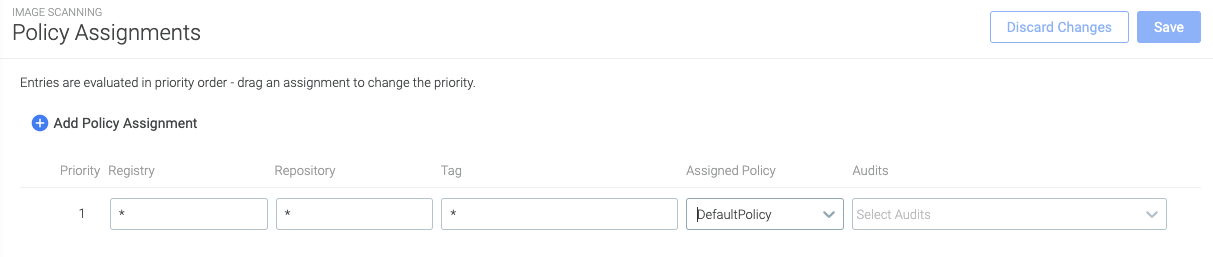 IMAGE SCANNING
Policy Assignments
Discard Changes
Save
Entries are evaluated in priority order - drag an assignment to change the priority.
Add Policy Assignment
Priority Registry Repository Tag Assigned Policy Audits
1 * * * DefaultPolicy Select Audits